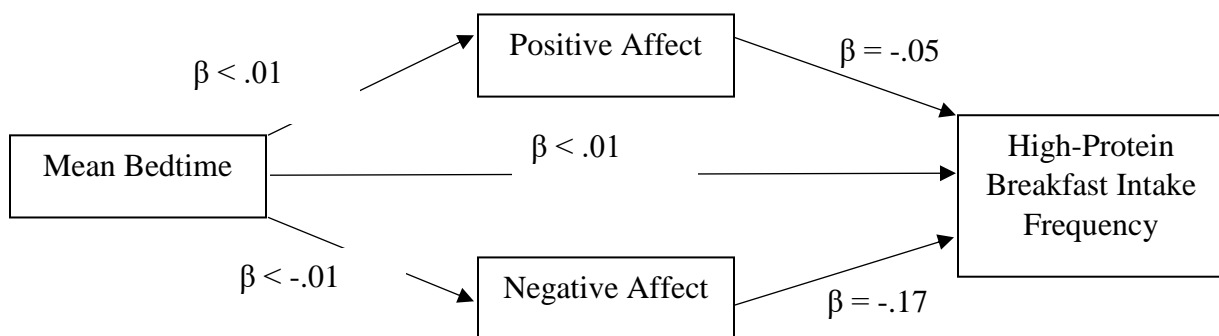 Positive Affect
β = -.05
β < .01
Mean Bedtime
β < .01
High-Protein
Breakfast Intake
Frequency
β < -.01
Negative Affect
β = -.17